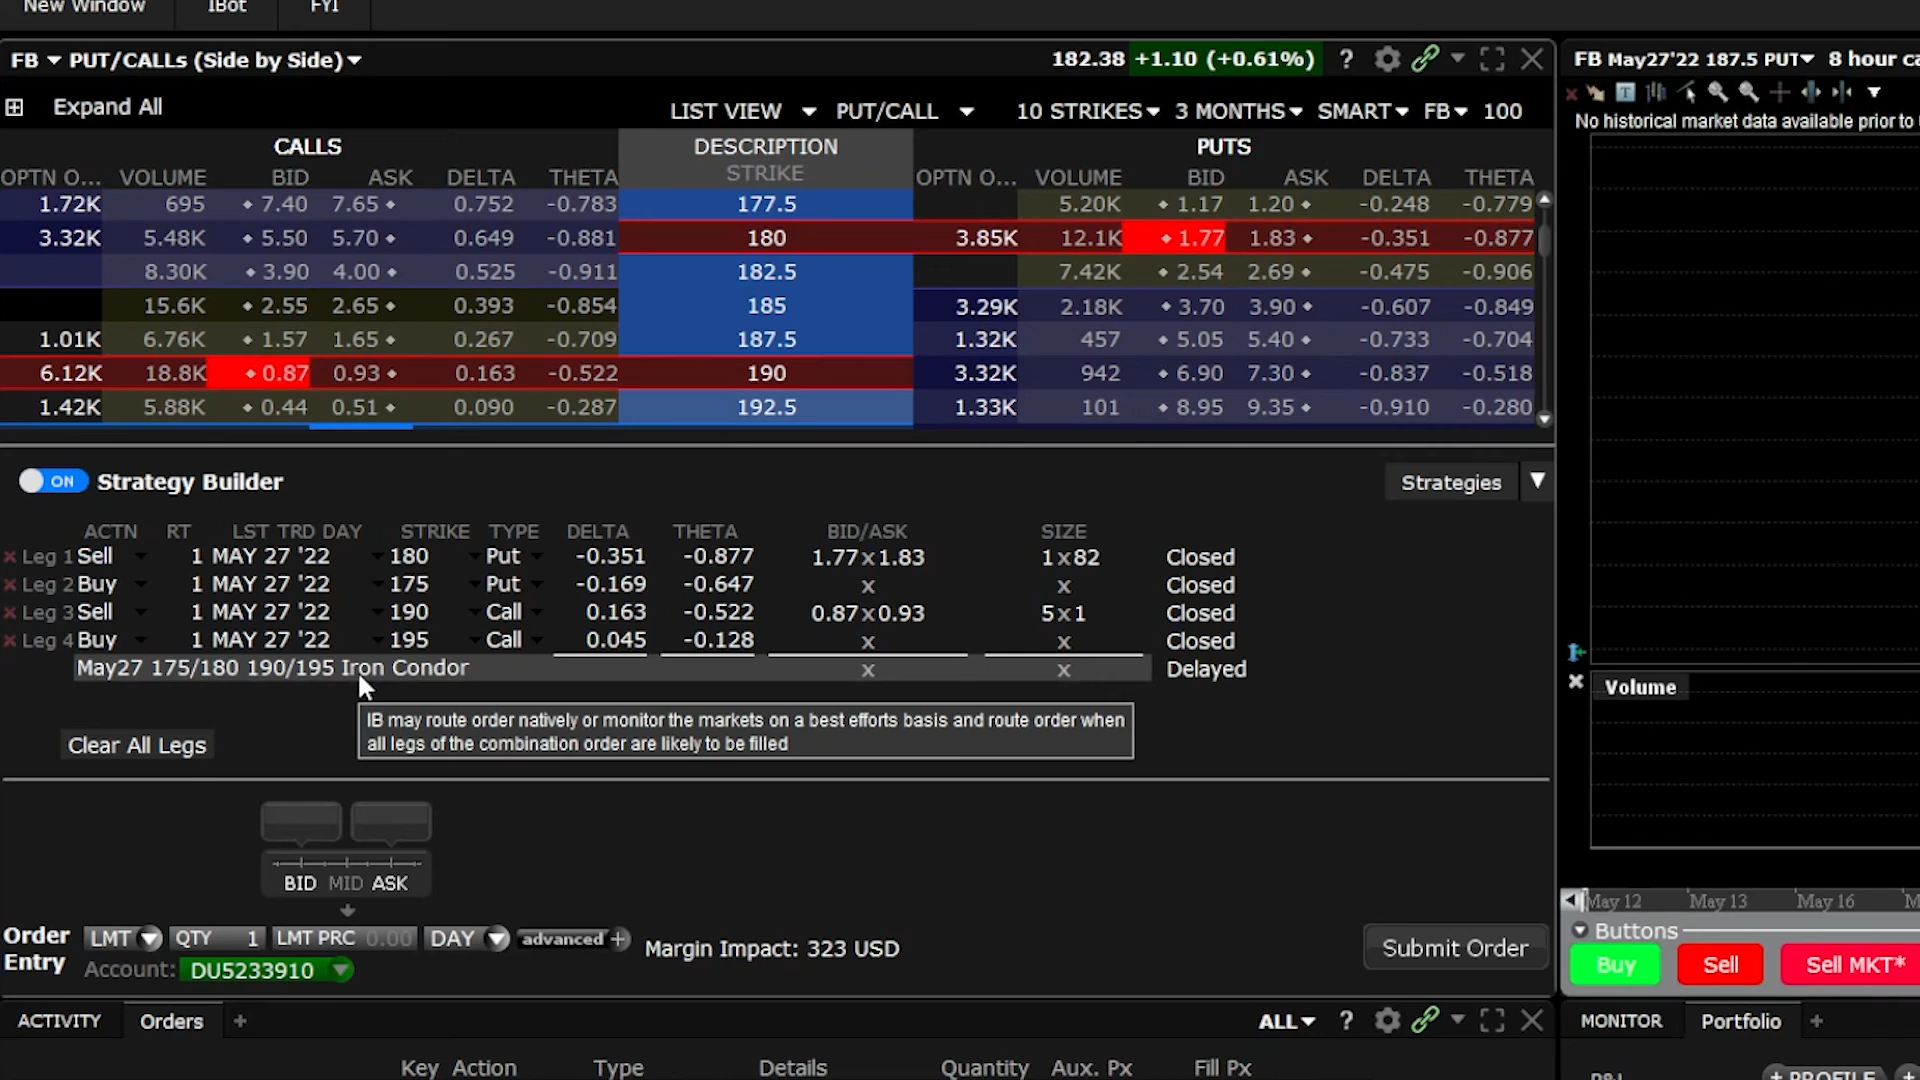 New Window IBot FYI
FB PUT/CALLs (Side by Side) 182.38 +1.10 (+0.61%) ?
Expand All LIST VIEW PUT/CALL 10 STRIKES 3 MONTHS SMART FB 100
CALLS DESCRIPTION PUTS
OPTN O... VOLUME BID ASK DELTA THETA STRIKE OPTN O... VOLUME BID ASK DELTA THETA
1.72K 695 7.40 7.65 0.752 -0.783 177.5 5.20K 1.17 1.20 -0.248 -0.779
3.32K 5.48K 5.50 5.70 0.649 -0.881 180 3.85K 12.1K 1.77 1.83 -0.351 -0.877
8.30K 3.90 4.00 0.525 -0.911 182.5 7.42K 2.54 2.69 -0.475 -0.906
15.6K 2.55 2.65 0.393 -0.854 185 3.29K 2.18K 3.70 3.90 -0.607 -0.849
1.01K 6.76K 1.57 1.65 0.267 -0.709 187.5 1.32K 457 5.05 5.40 -0.733 -0.704
6.12K 18.8K 0.87 0.93 0.163 -0.522 190 3.32K 942 6.90 7.30 -0.837 -0.518
1.42K 5.88K 0.44 0.51 0.090 -0.287 192.5 1.33K 101 8.95 9.35 -0.910 -0.280
ON Strategy Builder Strategies
ACTN RT LST TRD DAY STRIKE TYPE DELTA THETA BID/ASK SIZE
Leg 1 Sell 1 MAY 27 '22 180 Put -0.351 -0.877 1.77 x 1.83 1 x 82 Closed
Leg 2 Buy 1 MAY 27 '22 175 Put -0.169 -0.647 x x Closed
Leg 3 Sell 1 MAY 27 '22 190 Call 0.163 -0.522 0.87 x 0.93 5 x 1 Closed
Leg 4 Buy 1 MAY 27 '22 195 Call 0.045 -0.128 x x Closed
May27 175/180 190/195 Iron Condor x x Delayed
IB may route order natively or monitor the markets on a best efforts basis and route order when
all legs of the combination order are likely to be filled
Clear All Legs
BID MID ASK
Order Entry LMT QTY 1 LMT PRC 0.00 DAY advanced + Margin Impact: 323 USD Submit Order
Account: DU5233910
ACTIVITY Orders + ALL ?
Key Action Type Details Quantity Aux. Px Fill Px
FB May27'22 187.5 PUT 8 hour
No historical market data available prior to
Volume
May 12 May 13 May 16
Buttons
Buy Sell Sell MKT*
MONITOR Portfolio +
+ PROFILE